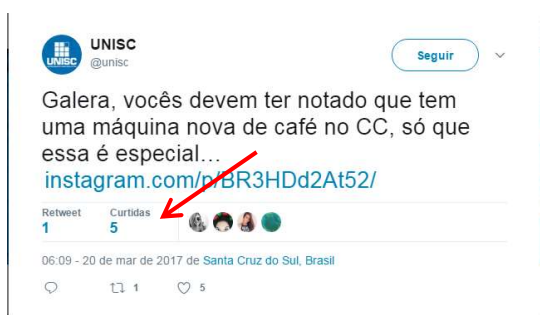 UNISC
UNISC
@unisc
Seguir
Galera, vocês devem ter notado que tem
uma máquina nova de café no CC, só que
essa é especial...
instagram.com/p/BR3HDd2At52/
Retweet Curtidas
1 5
06:09 - 20 de mar de 2017 de Santa Cruz do Sul, Brasil
1 5